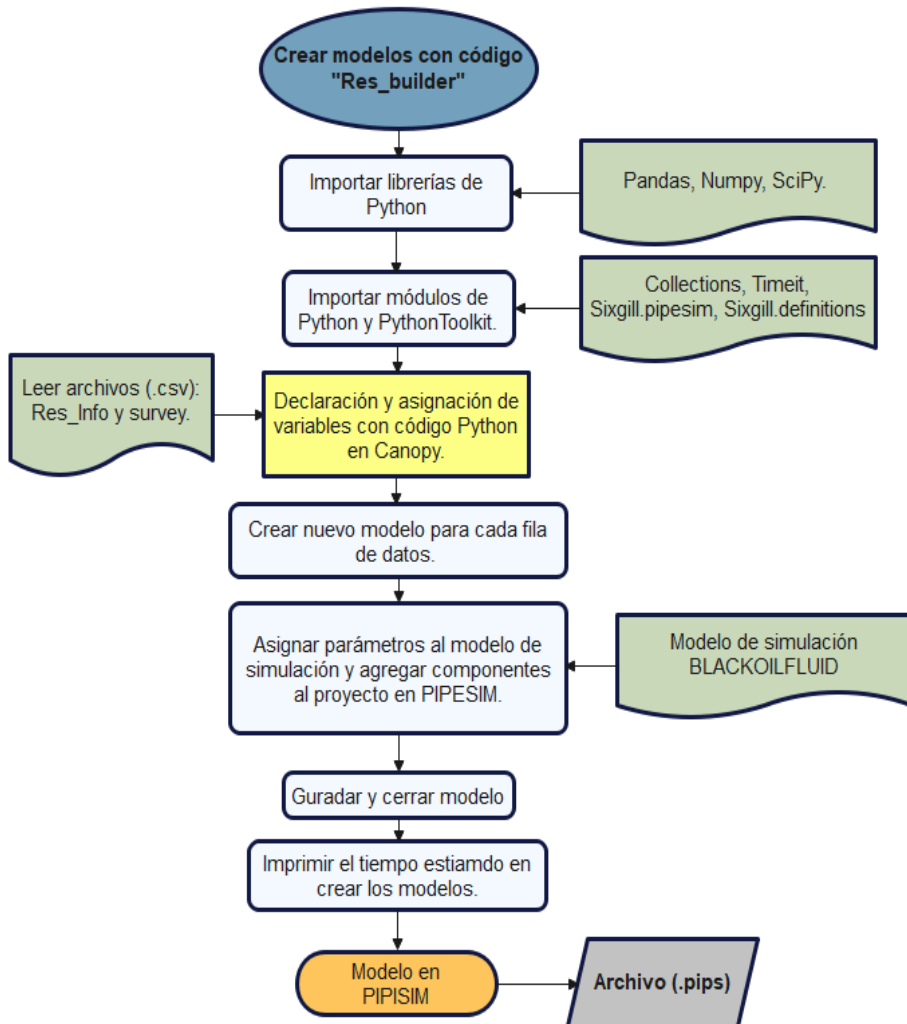 Crear modelos con código
"Res_builder"
Importar librerías de
Python
Pandas, Numpy, SciPy.
Importar módulos de
Python y PythonToolkit.
Collections, Timeit,
Sixgill.pipesim, Sixgill.definitions
Leer archivos (.csv):
Res_Info y survey.
Declaración y asignación de
variables con código Python
en Canopy.
Crear nuevo modelo para cada fila
de datos.
Asignar parámetros al modelo de
simulación y agregar componentes
al proyecto en PIPESIM.
Modelo de simulación
BLACKOILFLUID
Guradar y cerrar modelo
Imprimir el tiempo estiamdo en
crear los modelos.
Modelo en
PIPISIM
Archivo (.pips)